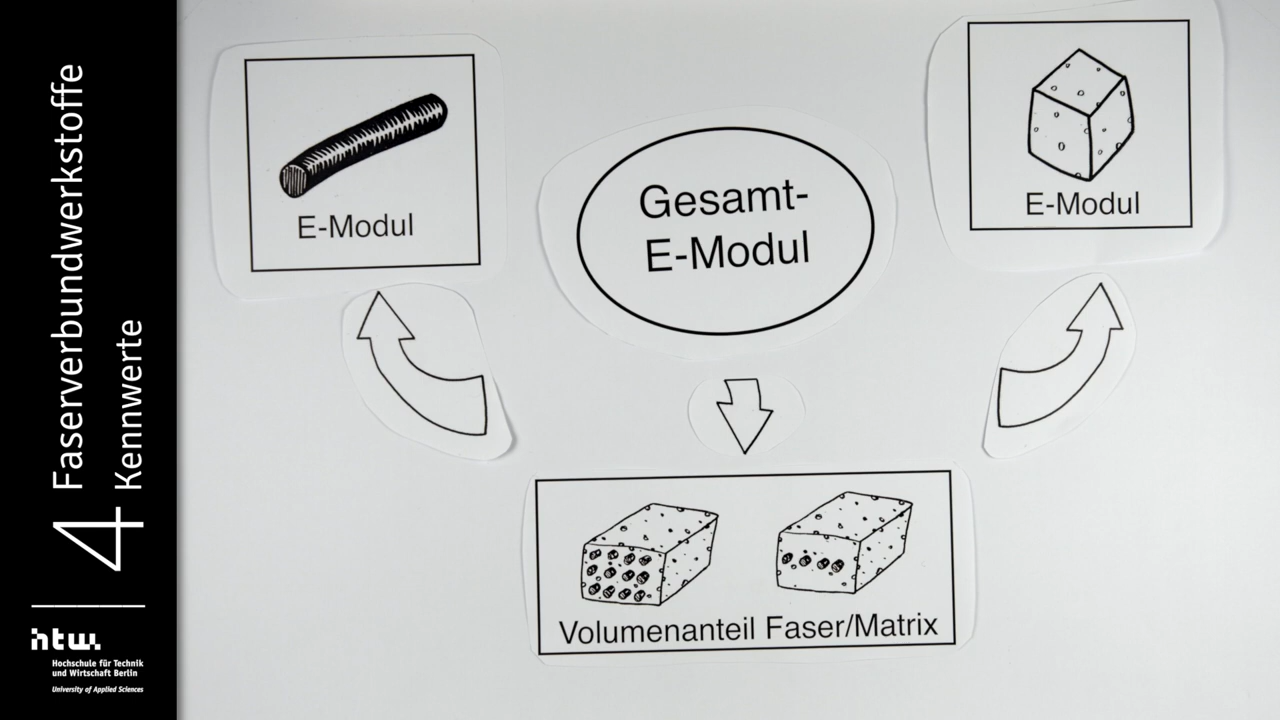 Faserverbundwerkstoffe
4 Kennwerte
htw.
Hochschule für Technik
und Wirtschaft Berlin
University of Applied Sciences
E-Modul
Gesamt-
E-Modul
E-Modul
Volumenanteil Faser/Matrix